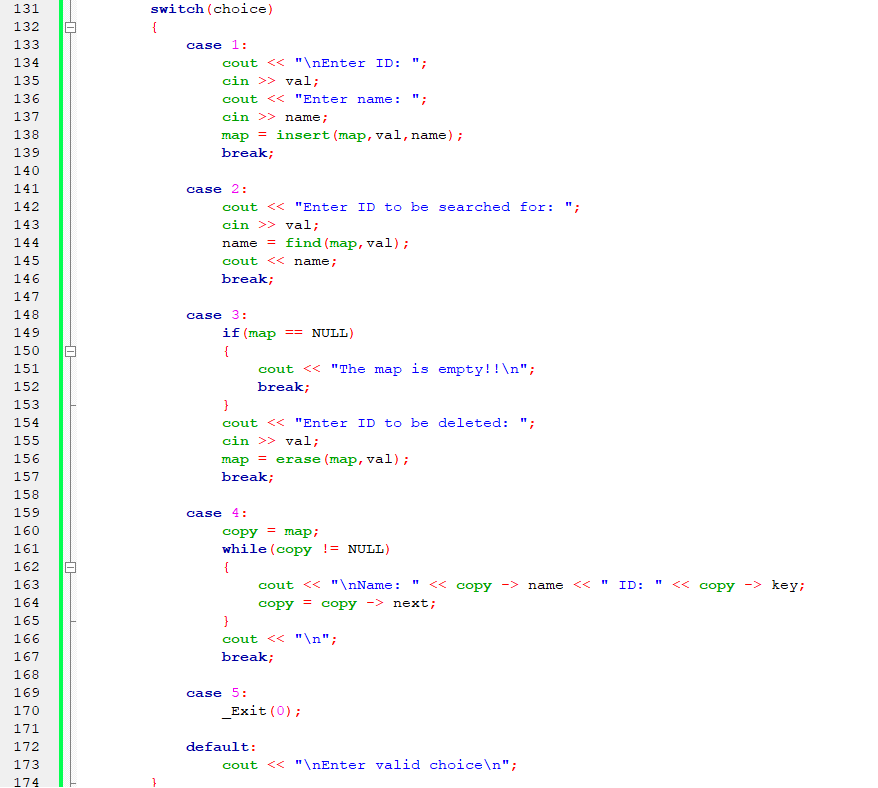 131 switch(choice)
132 {
133 case 1:
134 cout << "\nEnter ID: ";
135 cin >> val;
136 cout << "Enter name: ";
137 cin >> name;
138 map = insert(map,val,name);
139 break;
140
141 case 2:
142 cout << "Enter ID to be searched for: ";
143 cin >> val;
144 name = find(map,val);
145 cout << name;
146 break;
147
148 case 3:
149 if(map == NULL)
150 {
151 cout << "The map is empty!!\n";
152 break;
153 }
154 cout << "Enter ID to be deleted: ";
155 cin >> val;
156 map = erase(map,val);
157 break;
158
159 case 4:
160 copy = map;
161 while(copy != NULL)
162 {
163 cout << "\nName: " << copy -> name << " ID: " << copy -> key;
164 copy = copy -> next;
165 }
166 cout << "\n";
167 break;
168
169 case 5:
170 _Exit(0);
171
172 default:
173 cout << "\nEnter valid choice\n";
174 }